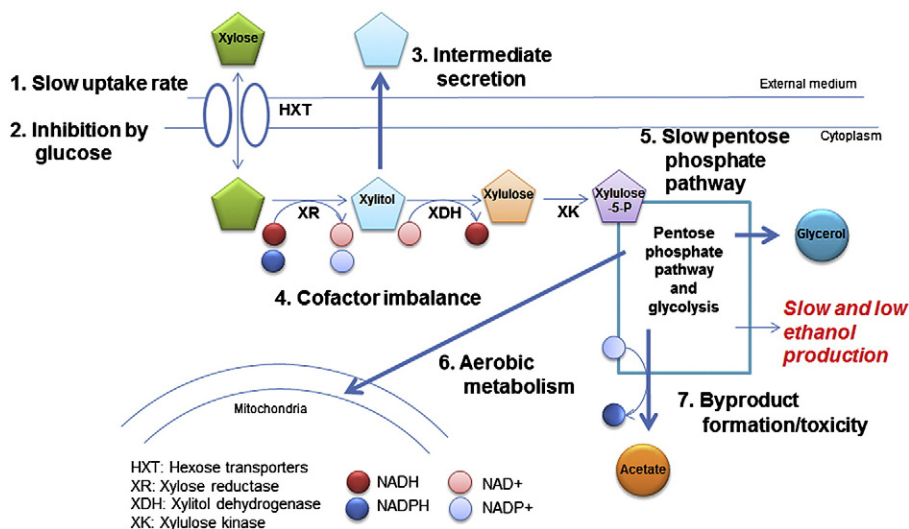 Xylose
1. Slow uptake rate
2. Inhibition by
glucose
HXT
3. Intermediate
secretion
External medium
Cytoplasm
5. Slow pentose
phosphate
pathway
XR
Xylitol
XDH
Xylulose
XK
Xylulose
-5-P
4. Cofactor imbalance
Pentose
phosphate
pathway
and
glycolysis
Glycerol
Slow and low
ethanol
production
6. Aerobic
metabolism
Mitochondria
7. Byproduct
formation/toxicity
Acetate
HXT: Hexose transporters
XR: Xylose reductase
XDH: Xylitol dehydrogenase
XK: Xylulose kinase
NADH
NAD+
NADPH
NADP+